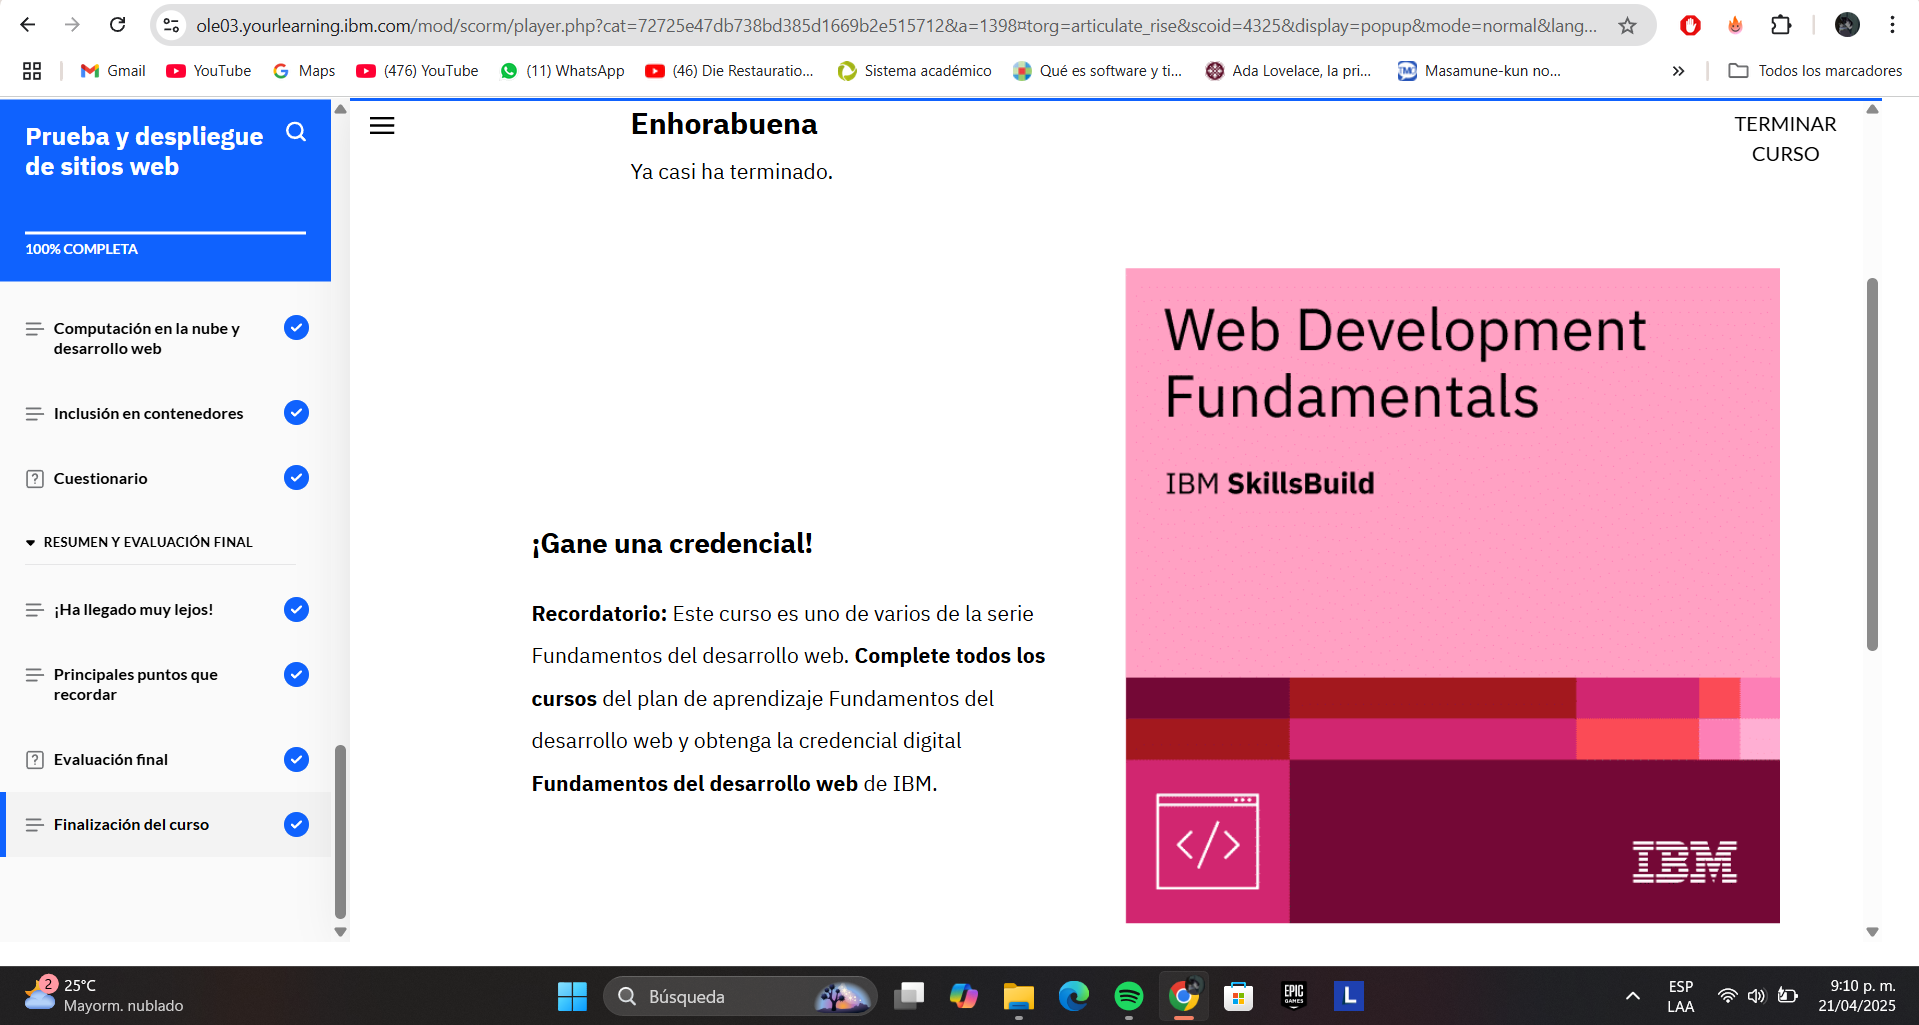 ole03.yourlearning.ibm.com/mod/scorm/player.php?cat=72725e47db738bd385d1669b2e515712&a=1398¤torg=articulate_rise&scoid=4325&display=popup&mode=normal&lang...
Gmail
YouTube
Maps
(476) YouTube
(11) WhatsApp
(46) Die Restauratio...
Sistema académico
Qué es software y ti...
Ada Lovelace, la pri...
Masamune-kun no...
»
Todos los marcadores
Prueba y despliegue
de sitios web
100% COMPLETA
Computación en la nube y
desarrollo web
Inclusión en contenedores
Cuestionario
RESUMEN Y EVALUACIÓN FINAL
¡Ha llegado muy lejos!
Principales puntos que
recordar
Evaluación final
Finalización del curso
Enhorabuena
Ya casi ha terminado.
TERMINAR
CURSO
¡Gane una credencial!
Recordatorio: Este curso es uno de varios de la serie
Fundamentos del desarrollo web. Complete todos los
cursos del plan de aprendizaje Fundamentos del
desarrollo web y obtenga la credencial digital
Fundamentos del desarrollo web de IBM.
Web Development
Fundamentals
IBM SkillsBuild
</>
IBM
2
25°C
Mayorm. nublado
Búsqueda
EPIC
GAMES
L
ESP
LAA
9:10 p. m.
21/04/2025